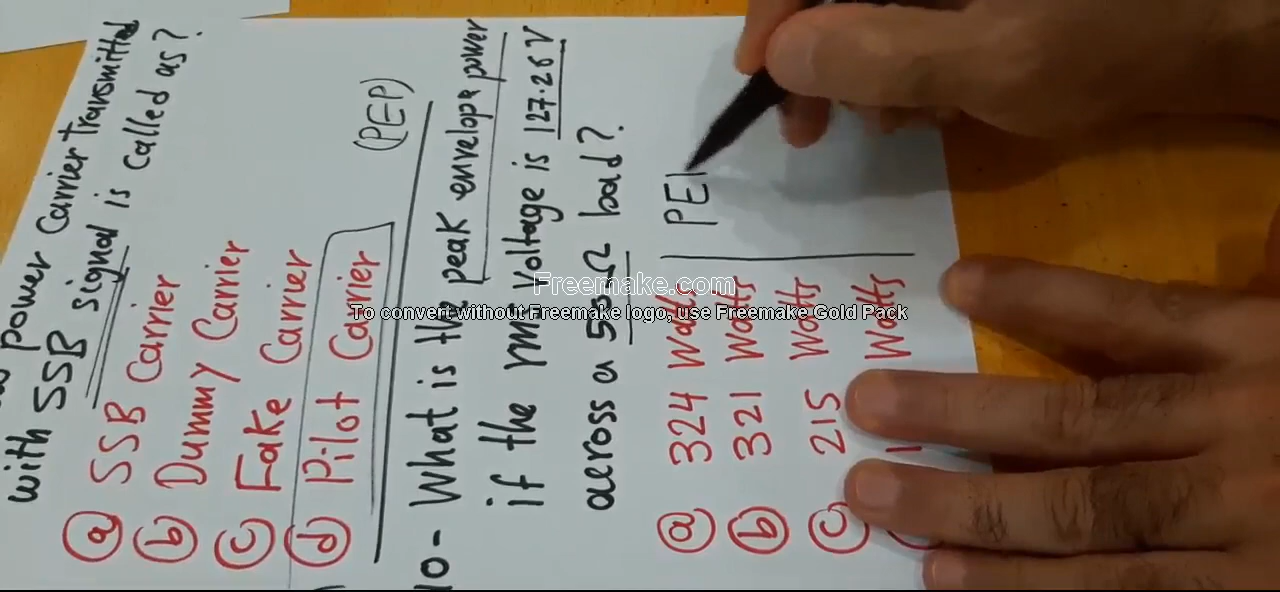 power Carrier transmitted
with SSB signal is called as?
a SSB Carrier
b Dummy Carrier
c Fake Carrier
d Pilot Carrier
(PEP)
10- What is the peak envelope power
if the rms Voltage is 127.26 V
across a 50Ω load?
a 324 Watts
b 321 Watts
c 215 Watts
Watts
PE
Freemake.com
To convert without Freemake logo, use Freemake Gold Pack